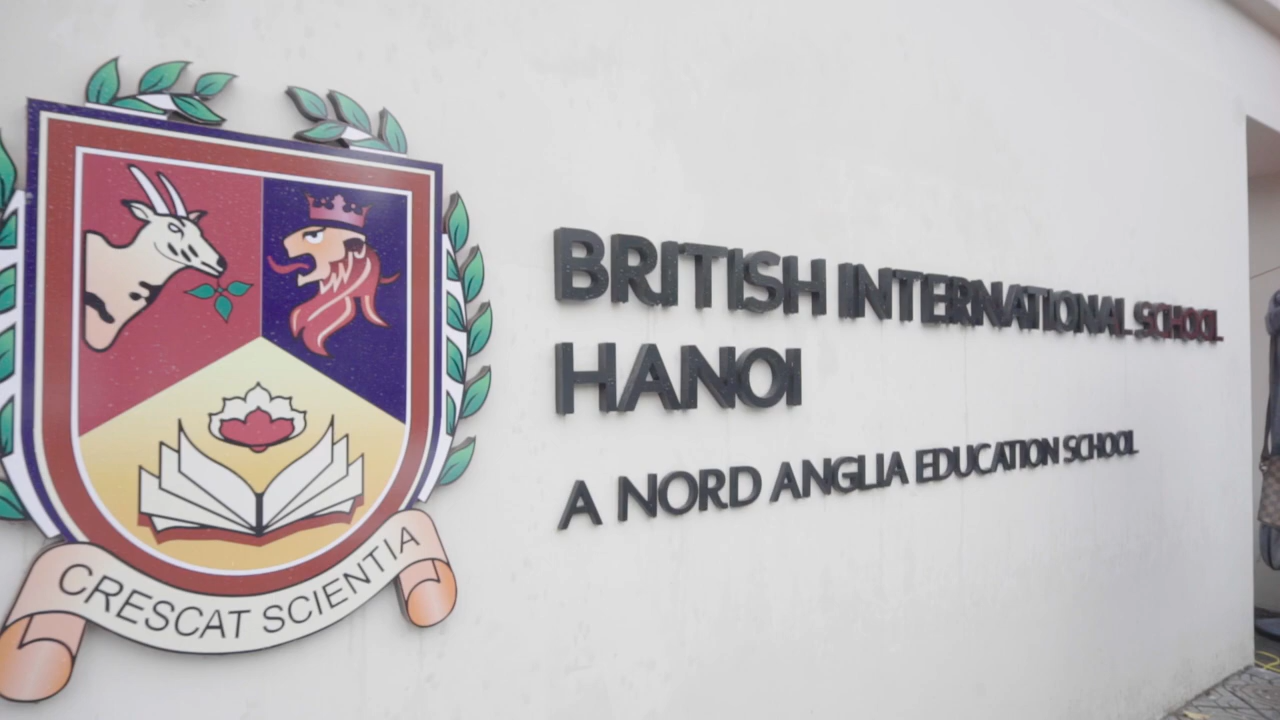 CRESCAT SCIENTIA
BRITISH INTERNATIONAL SCHOOL
HANOI
A NORD ANGLIA EDUCATION SCHOOL